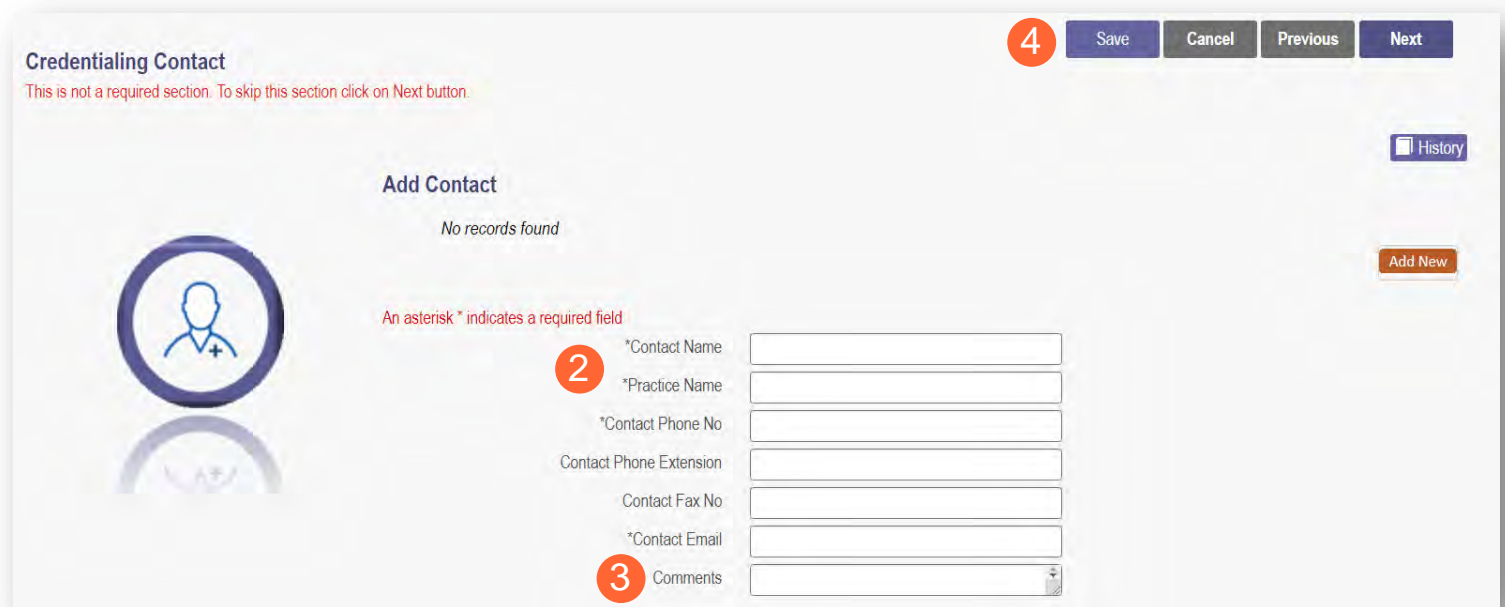 4 Save Cancel Previous Next
Credentialing Contact
This is not a required section. To skip this section click on Next button.
History
Add Contact
No records found
Add New
An asterisk * indicates a required field
*Contact Name
2
*Practice Name
*Contact Phone No
Contact Phone Extension
Contact Fax No
*Contact Email
3 Comments